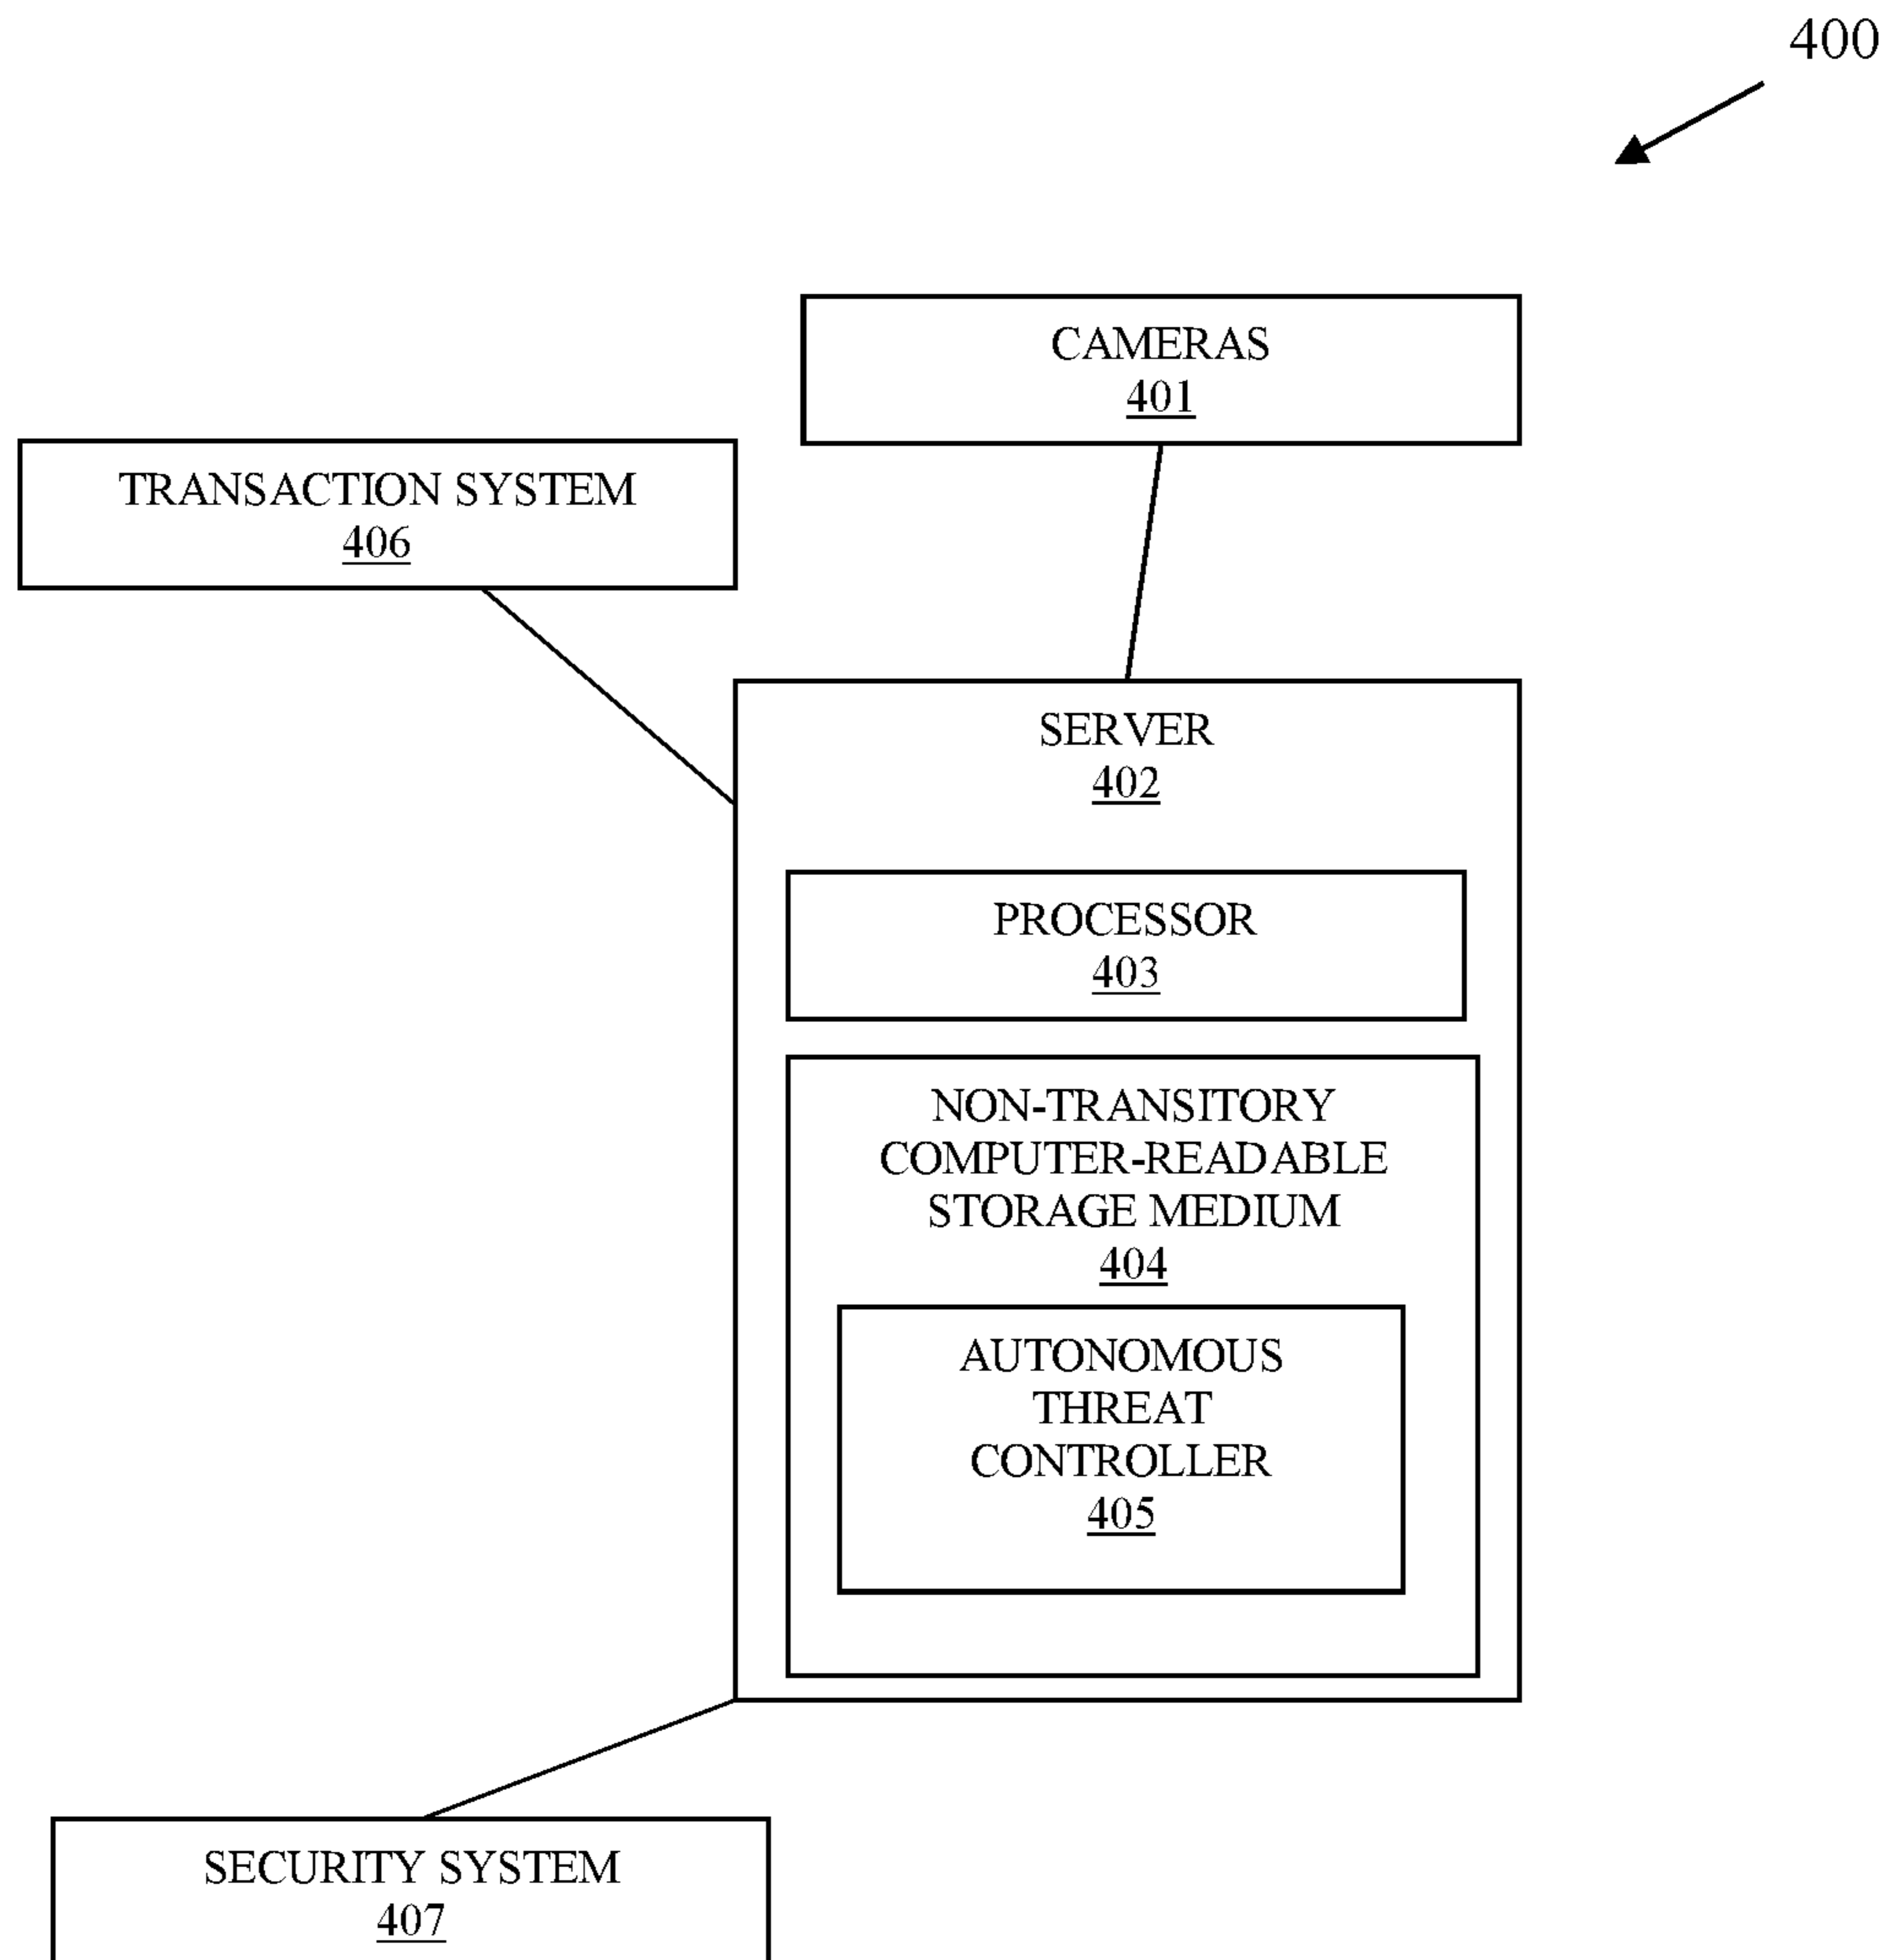 400
CAMERAS
401
TRANSACTION SYSTEM
406
SERVER
402
PROCESSOR
403
NON-TRANSITORY
COMPUTER-READABLE
STORAGE MEDIUM
404
AUTONOMOUS
THREAT
CONTROLLER
405
SECURITY SYSTEM
407